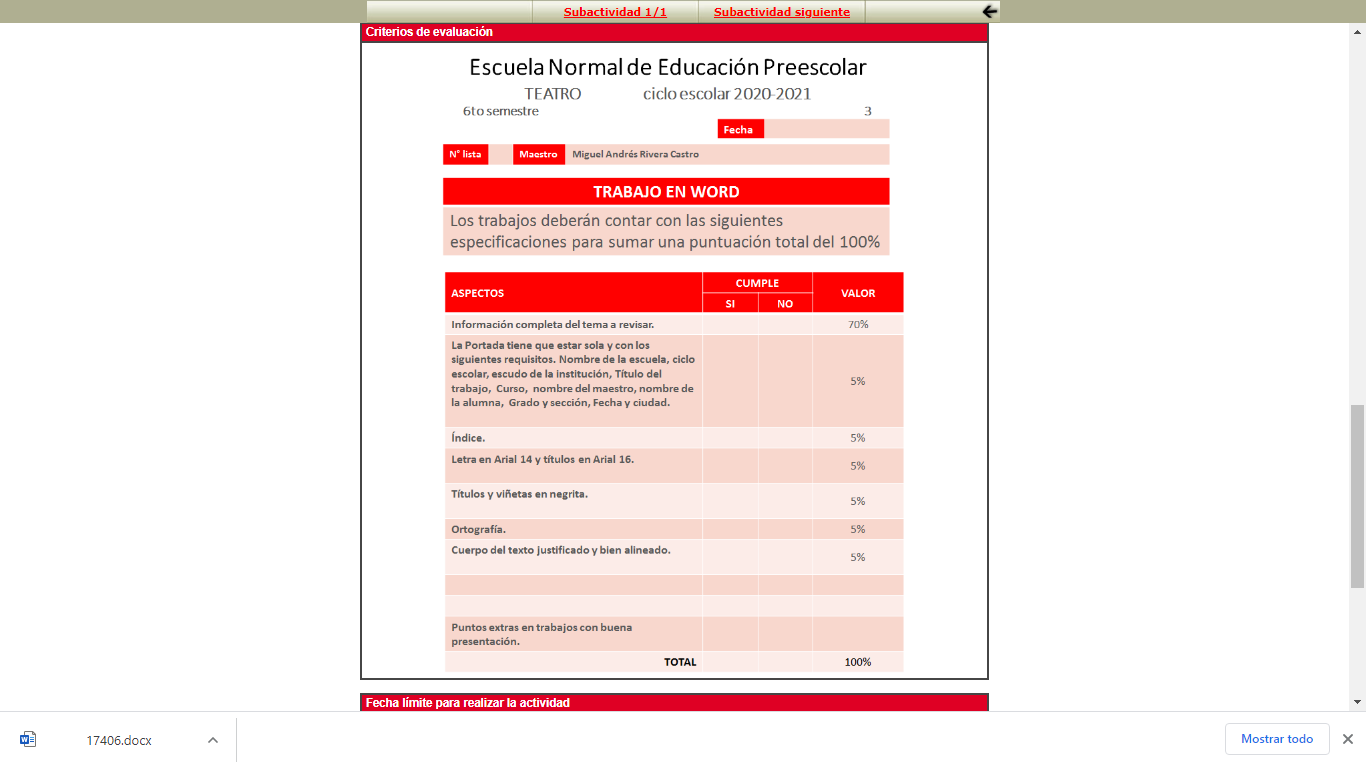 Subactividad 1/1 Subactividad siguiente
Criterios de evaluación
Escuela Normal de Educación Preescolar
TEATRO ciclo escolar 2020-2021
6to semestre 3
Fecha
N° lista Maestro Miguel Andrés Rivera Castro
TRABAJO EN WORD
Los trabajos deberán contar con las siguientes
especificaciones para sumar una puntuación total del 100%
ASPECTOS CUMPLE VALOR
SI NO
Información completa del tema a revisar. 70%
La Portada tiene que estar sola y con los
siguientes requisitos. Nombre de la escuela, ciclo
escolar, escudo de la institución, Título del
trabajo, Curso, nombre del maestro, nombre de
la alumna, Grado y sección, Fecha y ciudad.
5%
Índice. 5%
Letra en Arial 14 y títulos en Arial 16. 5%
Títulos y viñetas en negrita. 5%
Ortografía. 5%
Cuerpo del texto justificado y bien alineado. 5%
Puntos extras en trabajos con buena
presentación.
TOTAL 100%
Fecha límite para realizar la actividad
17406.docx Mostrar todo